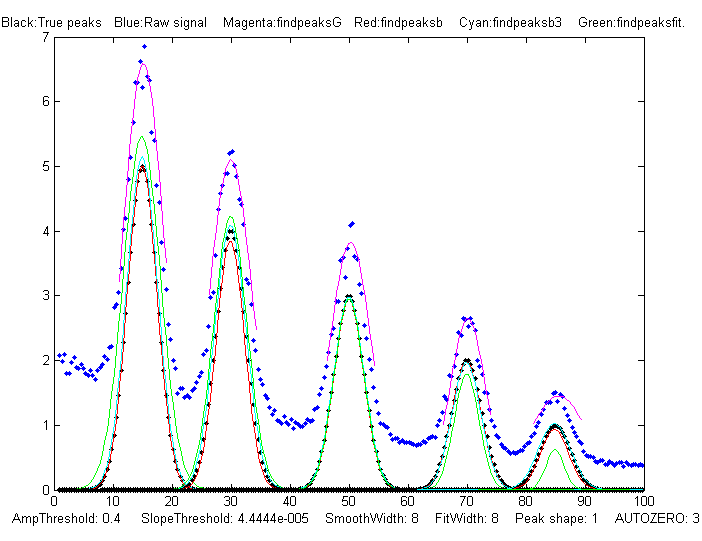 Black:True peaks Blue:Raw signal Magenta:findpeaksG Red:findpeaksb Cyan:findpeaksb3 Green:findpeaksfit.
7
6
5
4
3
2
1
0
0 10 20 30 40 50 60 70 80 90 100
AmpThreshold: 0.4 SlopeThreshold: 4.4444e-005 SmoothWidth: 8 FitWidth: 8 Peak shape: 1 AUTOZERO: 3